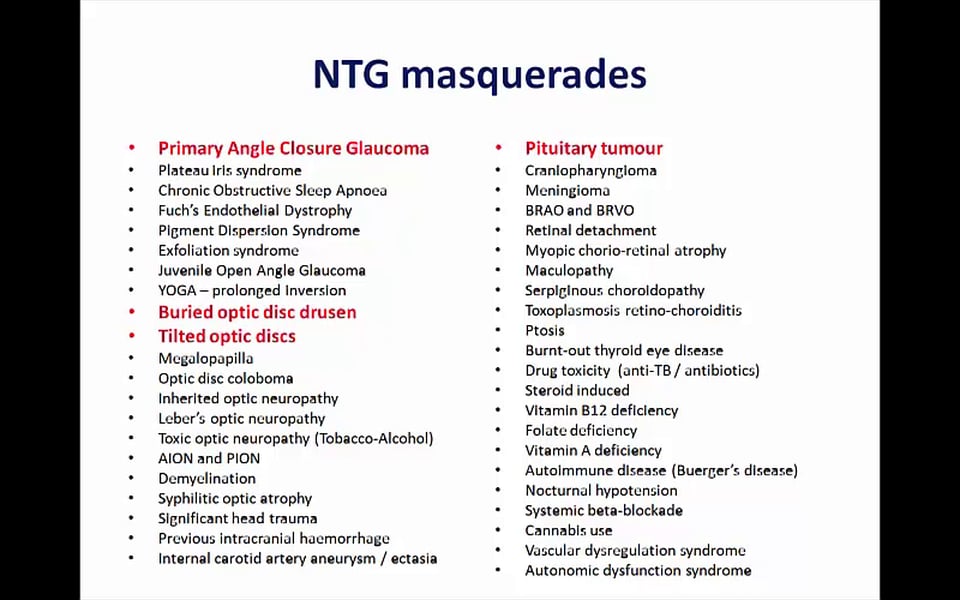 NTG masquerades
• Primary Angle Closure Glaucoma
• Plateau Iris syndrome
• Chronic Obstructive Sleep Apnoea
• Fuch's Endothelial Dystrophy
• Pigment Dispersion Syndrome
• Exfoliation syndrome
• Juvenile Open Angle Glaucoma
• YOGA – prolonged Inversion
• Buried optic disc drusen
• Tilted optic discs
• Megalopapilla
• Optic disc coloboma
• Inherited optic neuropathy
• Leber's optic neuropathy
• Toxic optic neuropathy (Tobacco-Alcohol)
• AION and PION
• Demyelination
• Syphilitic optic atrophy
• Significant head trauma
• Previous intracranial haemorrhage
• Internal carotid artery aneurysm / ectasia
• Pituitary tumour
• Craniopharyngioma
• Meningioma
• BRAO and BRVO
• Retinal detachment
• Myopic chorio-retinal atrophy
• Maculopathy
• Serpiginous choroidopathy
• Toxoplasmosis retino-choroiditis
• Ptosis
• Burnt-out thyroid eye disease
• Drug toxicity (anti-TB / antibiotics)
• Steroid induced
• Vitamin B12 deficiency
• Folate deficiency
• Vitamin A deficiency
• Autoimmune disease (Buerger's disease)
• Nocturnal hypotension
• Systemic beta-blockade
• Cannabis use
• Vascular dysregulation syndrome
• Autonomic dysfunction syndrome